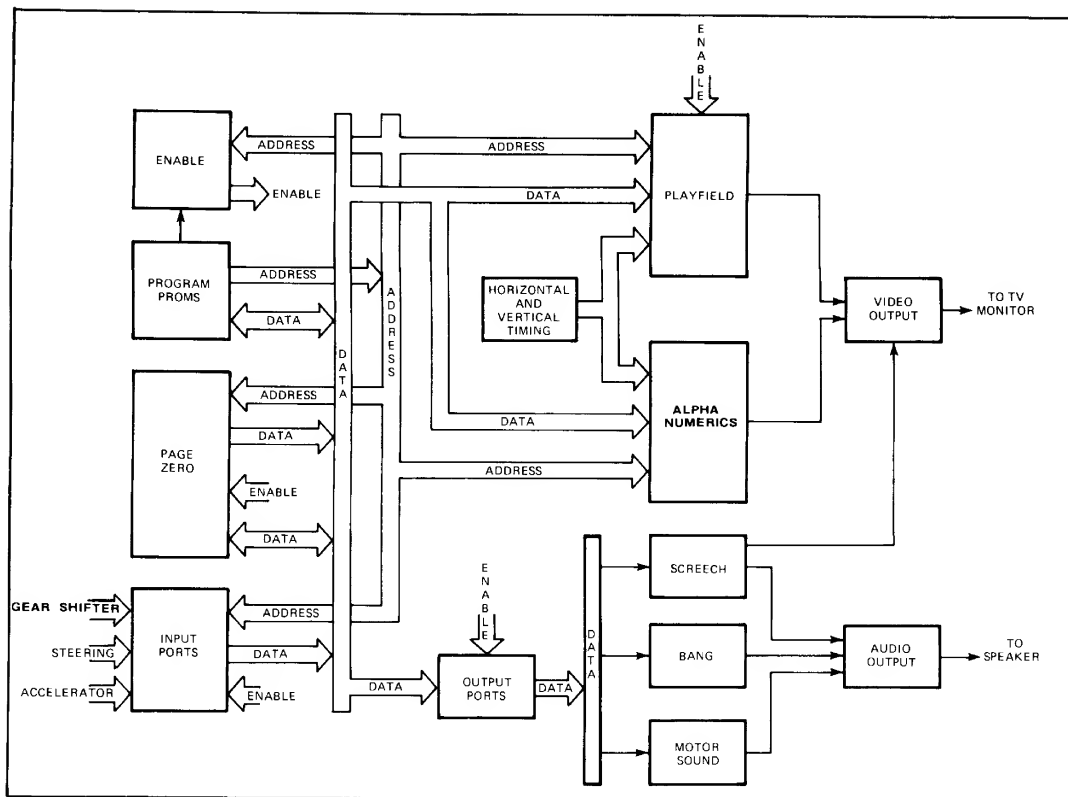 ENABLE
ENABLE
ADDRESS
ADDRESS
ENABLE
DATA
PLAYFIELD
PROGRAM
PROMS
ADDRESS
DATA
ADDRESS
DATA
HORIZONTAL
AND
VERTICAL
TIMING
VIDEO
OUTPUT
TO TV
MONITOR
PAGE
ZERO
ADDRESS
DATA
ENABLE
DATA
DATA
ALPHA
NUMERICS
ADDRESS
GEAR SHIFTER
STEERING
ACCELERATOR
INPUT
PORTS
ADDRESS
DATA
ENABLE
ENABLE
DATA
OUTPUT
PORTS
DATA
DATA
SCREECH
BANG
MOTOR
SOUND
AUDIO
OUTPUT
TO
SPEAKER